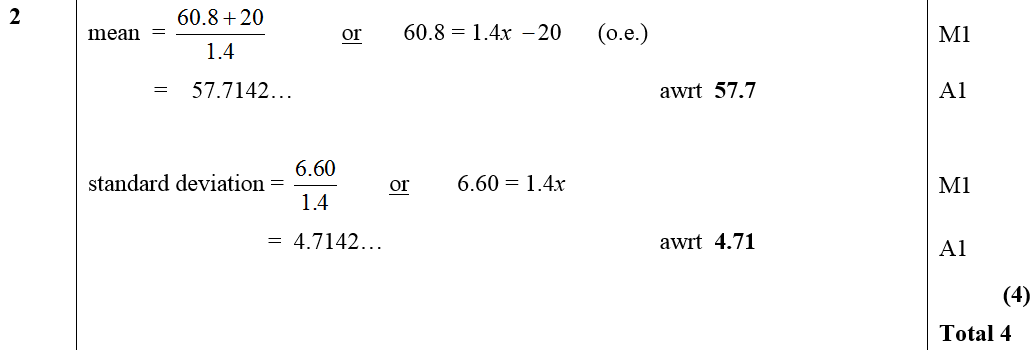 2 mean = (60.8 + 20)/1.4 or 60.8 = 1.4x − 20 (o.e.) M1
= 57.7142… awrt 57.7 A1
standard deviation = 6.60/1.4 or 6.60 = 1.4x M1
= 4.7142… awrt 4.71 A1
(4)
Total 4